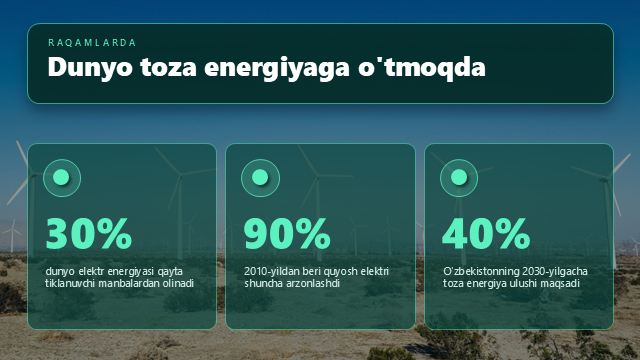 RAQAMLARDA
Dunyo toza energiyaga o'tmoqda
30%
dunyo elektr energiyasi qayta
tiklanuvchi manbalardan olinadi
90%
2010-yildan beri quyosh elektri
shuncha arzonlashdi
40%
O'zbekistonning 2030-yilgacha
toza energiya ulushi maqsadi